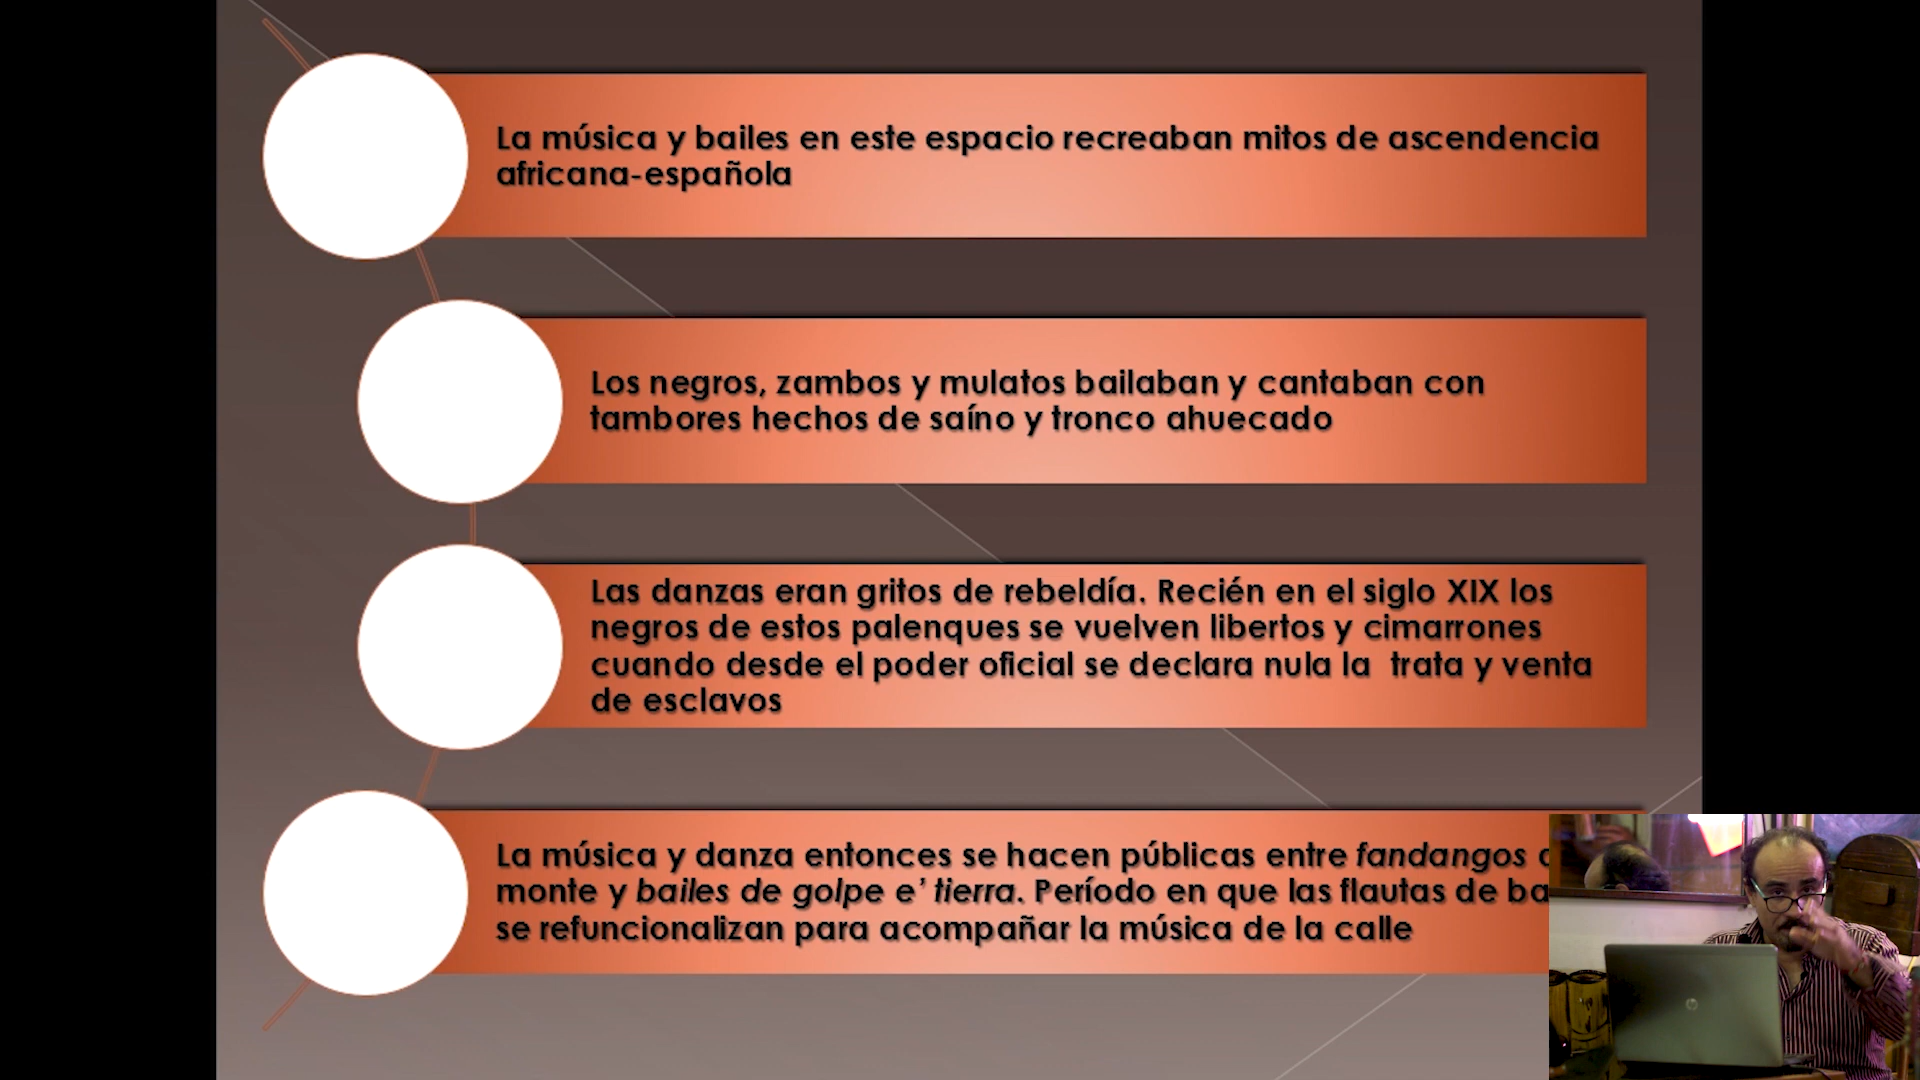 La música y bailes en este espacio recreaban mitos de ascendencia
africana-española
Los negros, zambos y mulatos bailaban y cantaban con
tambores hechos de saíno y tronco ahuecado
Las danzas eran gritos de rebeldía. Recién en el siglo XIX los
negros de estos palenques se vuelven libertos y cimarrones
cuando desde el poder oficial se declara nula la trata y venta
de esclavos
La música y danza entonces se hacen públicas entre fandangos
monte y bailes de golpe e’ tierra. Período en que las flautas de
se refuncionalizan para acompañar la música de la calle